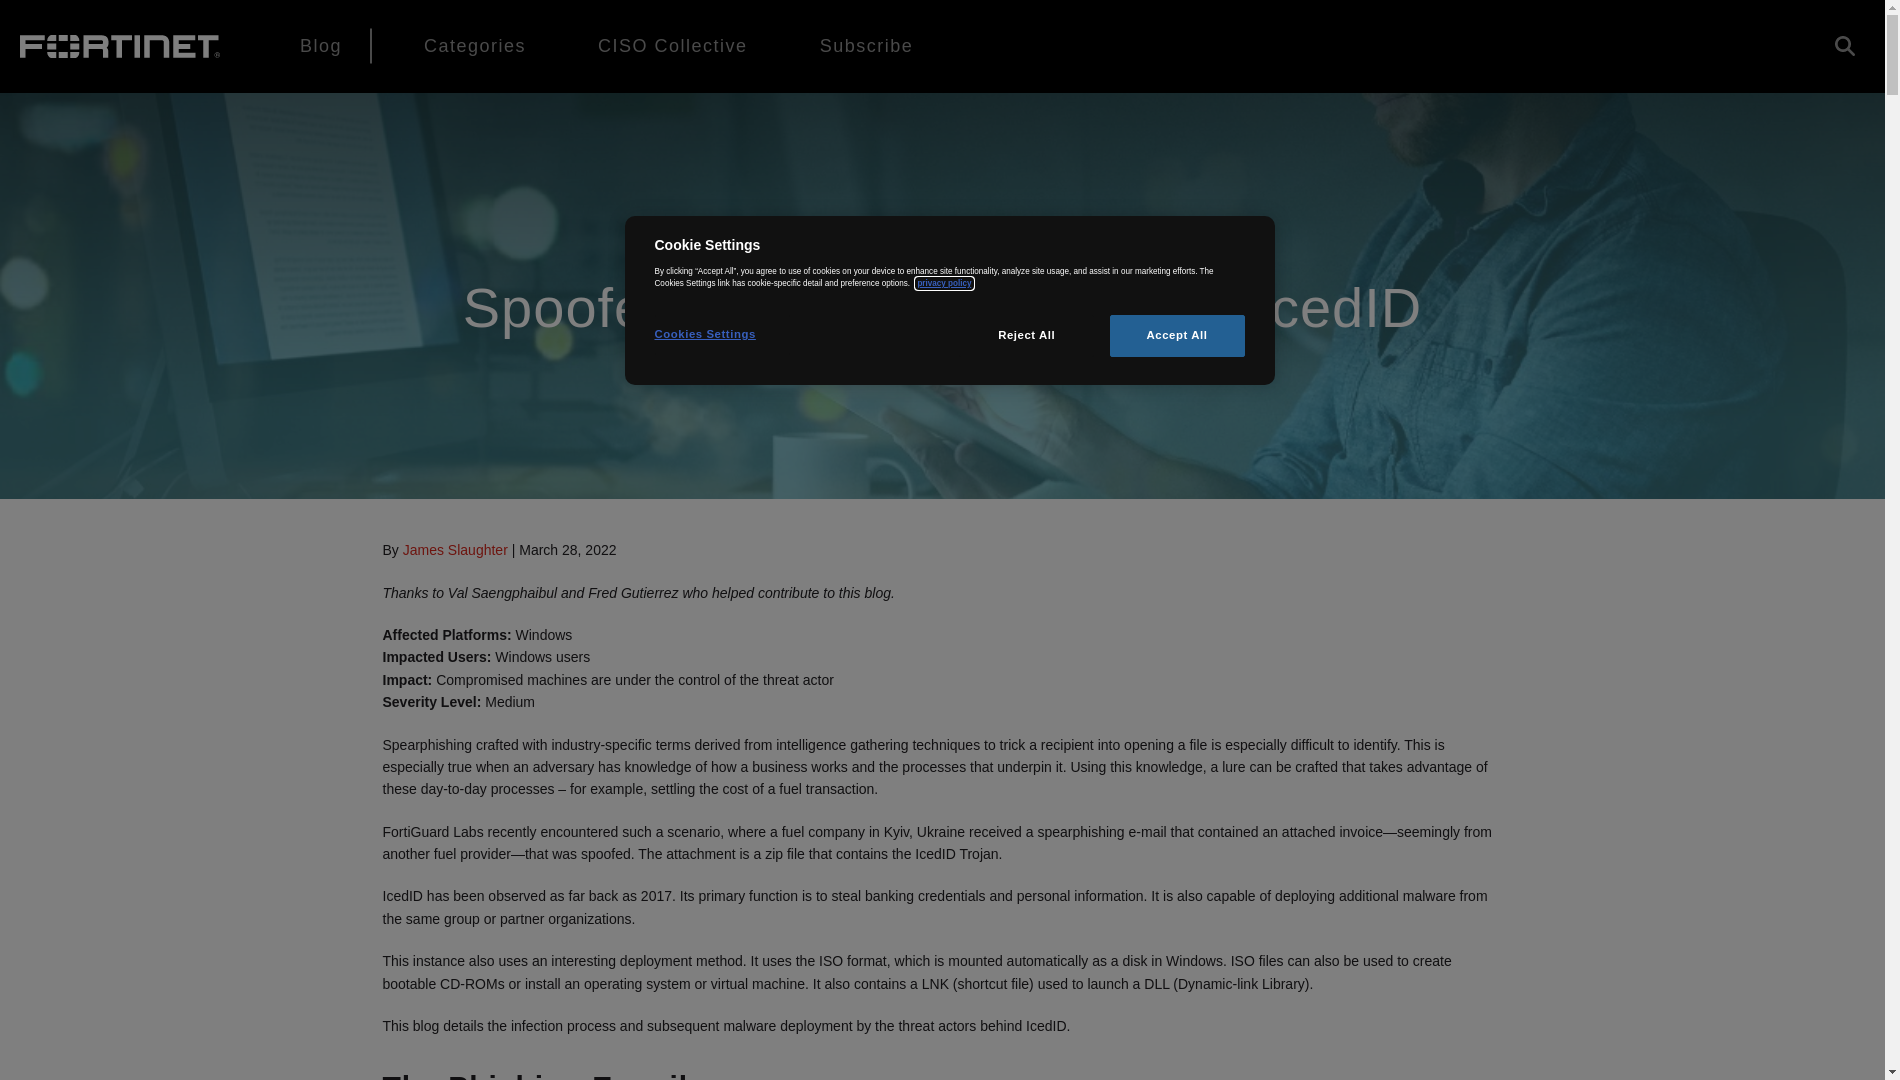 FORTINET
Blog
Categories
CISO Collective
Subscribe
Cookie Settings
By clicking “Accept All”, you agree to use of cookies on your device to enhance site functionality, analyze site usage, and assist in our marketing efforts. The
Cookies Settings link has cookie-specific detail and preference options. privacy policy
Cookies Settings
Reject All
Accept All
By James Slaughter | March 28, 2022
Thanks to Val Saengphaibul and Fred Gutierrez who helped contribute to this blog.
Affected Platforms: Windows
Impacted Users: Windows users
Impact: Compromised machines are under the control of the threat actor
Severity Level: Medium
Spearphishing crafted with industry-specific terms derived from intelligence gathering techniques to trick a recipient into opening a file is especially difficult to identify. This is
especially true when an adversary has knowledge of how a business works and the processes that underpin it. Using this knowledge, a lure can be crafted that takes advantage of
these day-to-day processes – for example, settling the cost of a fuel transaction.
FortiGuard Labs recently encountered such a scenario, where a fuel company in Kyiv, Ukraine received a spearphishing e-mail that contained an attached invoice—seemingly from
another fuel provider—that was spoofed. The attachment is a zip file that contains the IcedID Trojan.
IcedID has been observed as far back as 2017. Its primary function is to steal banking credentials and personal information. It is also capable of deploying additional malware from
the same group or partner organizations.
This instance also uses an interesting deployment method. It uses the ISO format, which is mounted automatically as a disk in Windows. ISO files can also be used to create
bootable CD-ROMs or install an operating system or virtual machine. It also contains a LNK (shortcut file) used to launch a DLL (Dynamic-link Library).
This blog details the infection process and subsequent malware deployment by the threat actors behind IcedID.